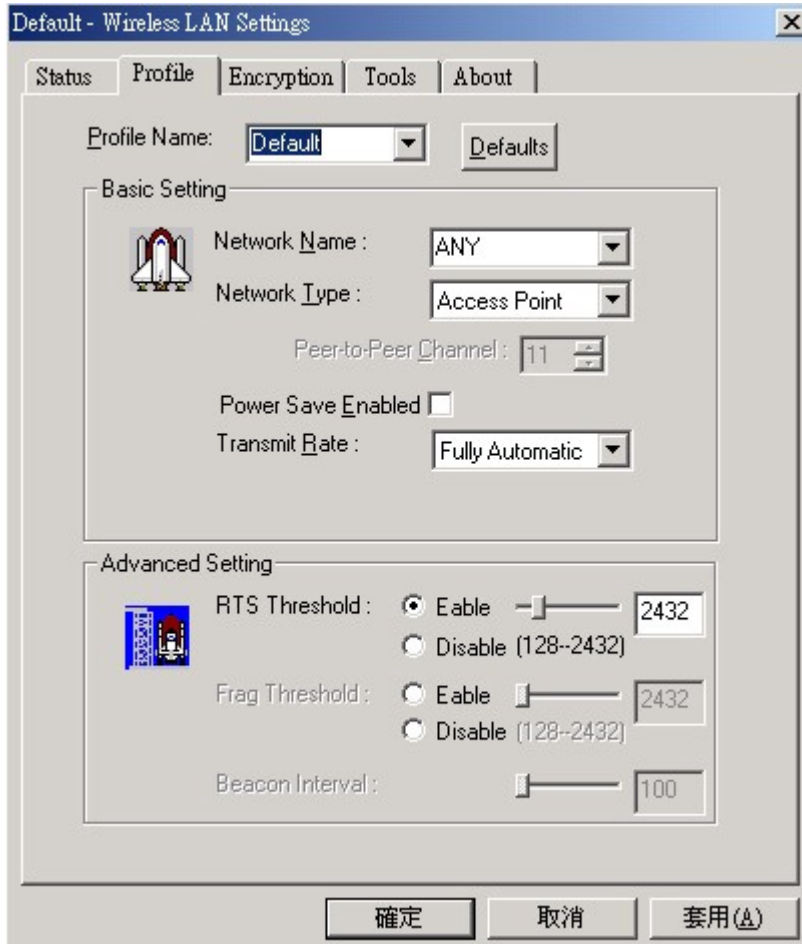 Default - Wireless LAN Settings
Status Profile Encryption Tools About
Profile Name: Default Defaults
Basic Setting
Network Name : ANY
Network Type : Access Point
Peer-to-Peer Channel : 11
Power Save Enabled
Transmit Rate : Fully Automatic
Advanced Setting
RTS Threshold : Eable 2432
Disable (128--2432)
Frag Threshold : Eable 2432
Disable (128--2432)
Beacon Interval : 100
確定 取消 套用(A)